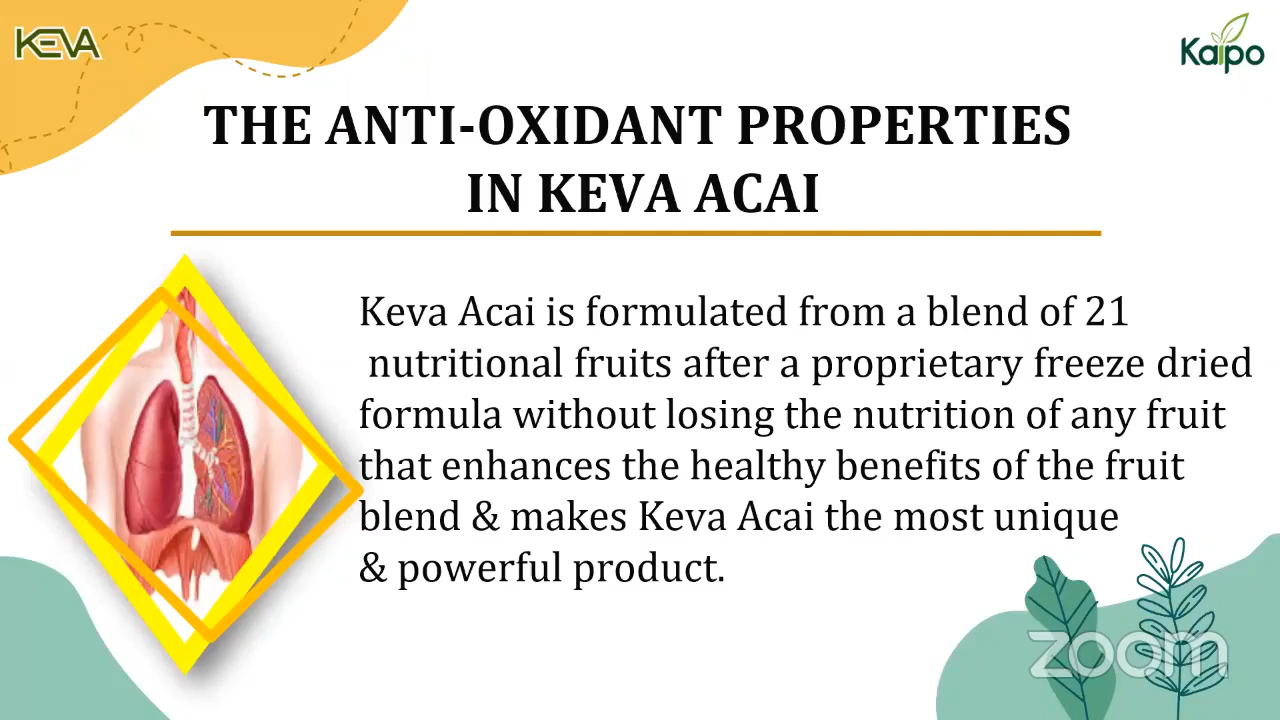 KEVA
Kaipo
THE ANTI-OXIDANT PROPERTIES
IN KEVA ACAI
Keva Acai is formulated from a blend of 21
nutritional fruits after a proprietary freeze dried
formula without losing the nutrition of any fruit
that enhances the healthy benefits of the fruit
blend & makes Keva Acai the most unique
& powerful product.
zoom